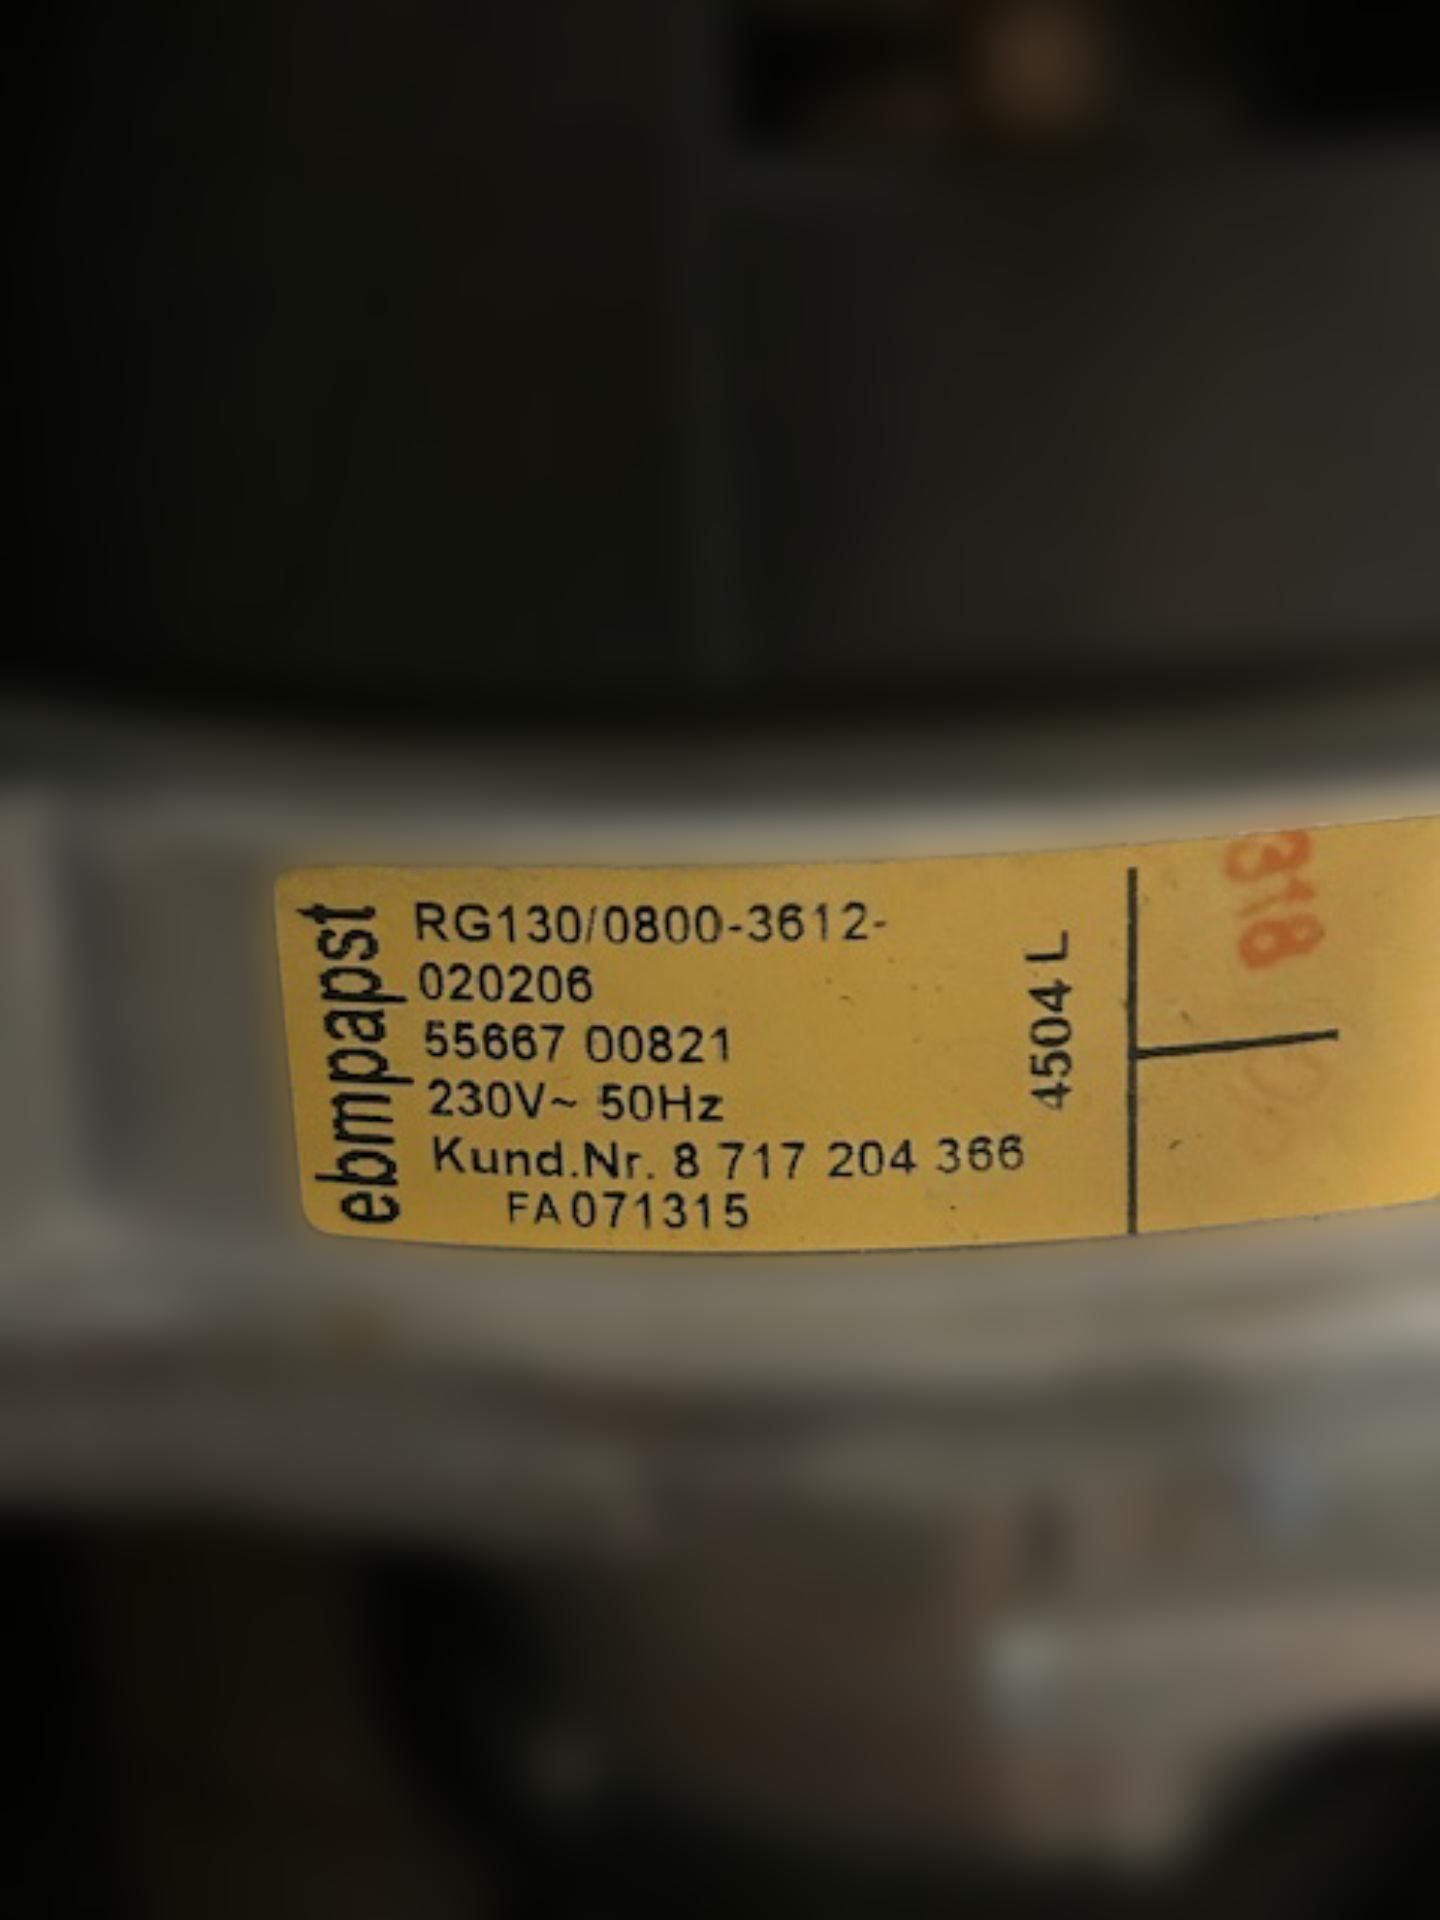 ebmpapst
RG130/0800-3612-
020206
55667 00821
230V~ 50Hz
Kund.Nr. 8 717 204 366
FA071315
4504 L
318